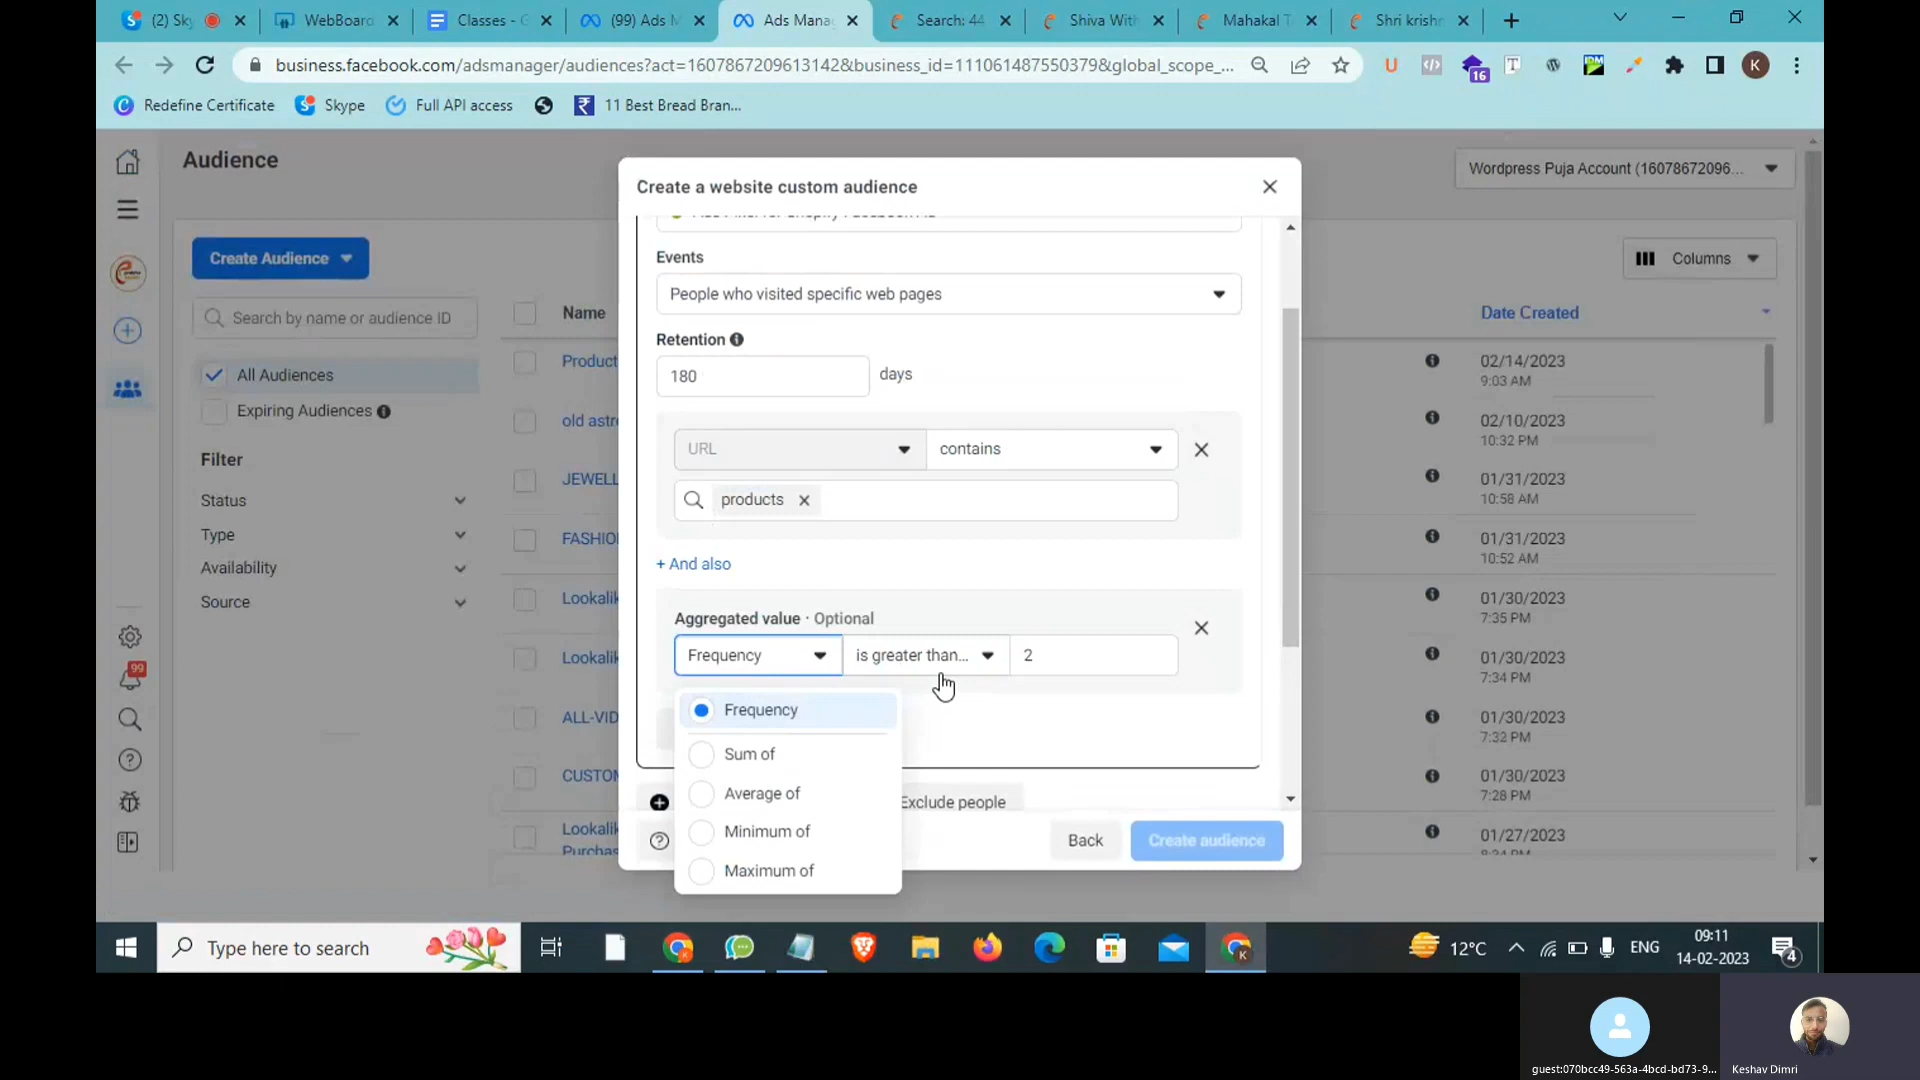 (2) Sky
WebBoard
Classes - G
(99) Ads M
Ads Mana
Search: 44
Shiva With
Mahakal T
Shri krishn
business.facebook.com/adsmanager/audiences?act=1607867209613142&business_id=111061487550379&global_scope_...
16
K
Redefine Certificate
Skype
Full API access
11 Best Bread Bran...
Audience
Wordpress Puja Account (16078672096...
Create a website custom audience
Create Audience
Columns
Events
People who visited specific web pages
Search by name or audience ID
Name
Date Created
Retention
180 days
Product
02/14/2023
9:03 AM
All Audiences
Expiring Audiences
old astr
02/10/2023
10:32 PM
URL
contains
Filter
JEWELL
01/31/2023
10:58 AM
products
Status
Type
FASHIO
01/31/2023
10:52 AM
+ And also
Availability
Source
Lookalik
01/30/2023
7:35 PM
Aggregated value · Optional
Frequency
is greater than...
2
Lookalik
01/30/2023
7:34 PM
99
Frequency
Sum of
Average of
Minimum of
Maximum of
ALL-VID
01/30/2023
7:32 PM
CUSTO
01/30/2023
7:28 PM
Exclude people
Lookalik
Purchas
01/27/2023
Back
Create audience
Type here to search
12°C
ENG
09:11
14-02-2023
4
guest:070bcc49-563a-4bcd-bd73-9...
Keshav Dimri